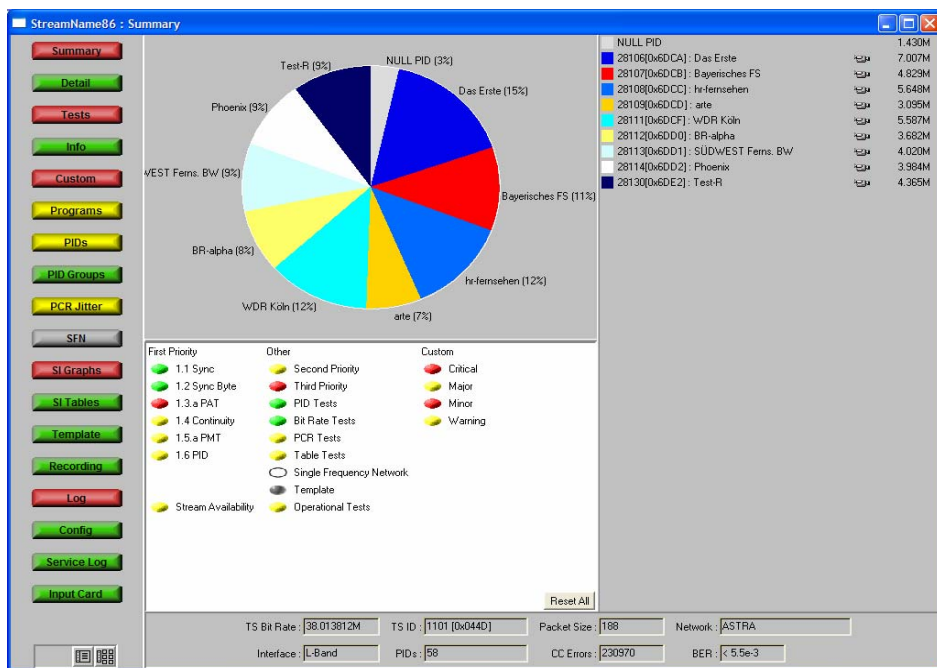 StreamName86 : Summary
Summary
Detail
Tests
Info
Custom
Programs
PIDs
PID Groups
PCR Jitter
SFN
SI Graphs
SI Tables
Template
Recording
Log
Config
Service Log
Input Card
NULL PID (3%)
Das Erste (15%)
Bayerisches FS (11%)
hr-fernsehen (12%)
arte (7%)
WDR Köln (12%)
BR-alpha (8%)
WEST Ferns. BW (9%)
Phoenix (9%)
Test-R (9%)
NULL PID 1.430M
28106[0x6DCA] : Das Erste 7.007M
28107[0x6DCB] : Bayerisches FS 4.829M
28108[0x6DCC] : hr-fernsehen 5.648M
28109[0x6DCD] : arte 3.095M
28111[0x6DCF] : WDR Köln 5.587M
28112[0x6DD0] : BR-alpha 3.682M
28113[0x6DD1] : SÜDWEST Ferns. BW 4.020M
28114[0x6DD2] : Phoenix 3.984M
28130[0x6DE2] : Test-R 4.365M
First Priority
1.1 Sync
1.2 Sync Byte
1.3.a PAT
1.4 Continuity
1.5.a PMT
1.6 PID
Stream Availability
Other
Second Priority
Third Priority
PID Tests
Bit Rate Tests
PCR Tests
Table Tests
Single Frequency Network
Template
Operational Tests
Custom
Critical
Major
Minor
Warning
Reset All
TS Bit Rate : 38.013812M TS ID : 1101 [0x044D] Packet Size : 188 Network : ASTRA
Interface : L-Band PIDs : 58 CC Errors : 230970 BER : < 5.5e-3